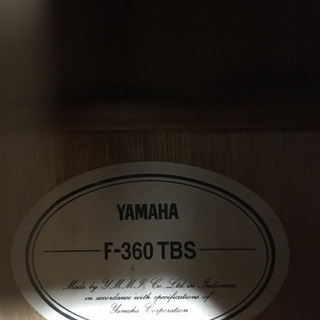 YAMAHA
F-360 TBS
Made by Y.M.M.I. Co. Ltd. in Indonesia
in accordance with specifications of
Yamaha Corporation